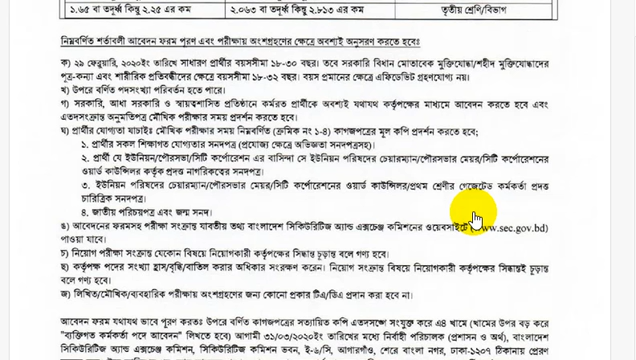 ১.৬৫ বা তদূর্ধ্ব কিন্তু ২.২৫ এর কম ২.০৬৩ বা তদূর্ধ্ব কিন্তু ২.৮১৩ এর কম তৃতীয় শ্রেণি/বিভাগ
নিম্নবর্ণিত শর্তাবলী আবেদন ফরম পূরণ এবং পরীক্ষায় অংশগ্রহণের ক্ষেত্রে অবশ্যই অনুসরণ করতে হবেঃ
ক) ২৯ ফেব্রুয়ারি, ২০২০ইং তারিখে সাধারণ প্রার্থীর বয়সসীমা ১৮-৩০ বছর। তবে সরকারি বিধান মোতাবেক মুক্তিযোদ্ধা/শহীদ মুক্তিযোদ্ধাদের
পুত্র-কন্যা এবং শারীরিক প্রতিবন্ধীদের ক্ষেত্রে বয়সসীমা ১৮-৩২ বছর। বয়স প্রমানের ক্ষেত্রে এফিডেভিট গ্রহণযোগ্য নয়।
খ) উপরে বর্ণিত পদসংখ্যা পরিবর্তন হতে পারে।
গ) সরকারি, আধা সরকারি ও স্বায়ত্বশাসিত প্রতিষ্ঠানে কর্মরত প্রার্থীকে অবশ্যই যথাযথ কর্তৃপক্ষের মাধ্যমে আবেদন করতে হবে এবং
এতদসংক্রান্ত অনুমতিপত্র মৌখিক পরীক্ষার সময় প্রদর্শন করতে হবে।
ঘ) প্রার্থীর যোগ্যতা যাচাইঃ মৌখিক পরীক্ষার সময় নিম্নবর্ণিত (ক্রমিক নং ১-৪) কাগজপত্রের মূল কপি প্রদর্শন করতে হবে;
১. প্রার্থীর সকল শিক্ষাগত যোগ্যতার সনদপত্র (প্রযোজ্য ক্ষেত্রে অভিজ্ঞতা সনদপত্রসহ)।
২. প্রার্থী যে ইউনিয়ন/পৌরসভা/সিটি কর্পোরেশন এর বাসিন্দা সে ইউনিয়ন পরিষদের চেয়ারম্যান/পৌরসভার মেয়র/সিটি কর্পোরেশনের
ওয়ার্ড কাউন্সিলর কর্তৃক প্রদত্ত নাগরিকত্বের সনদপত্র।
৩. ইউনিয়ন পরিষদের চেয়ারম্যান/পৌরসভার মেয়র/সিটি কর্পোরেশনের ওয়ার্ড কাউন্সিলর/প্রথম শ্রেণীর গেজেটেড কর্মকর্তা প্রদত্ত
চারিত্রিক সনদপত্র।
৪. জাতীয় পরিচয়পত্র এবং জন্ম সনদ।
ঙ) আবেদনের ফরমসহ পরীক্ষা সংক্রান্ত যাবতীয় তথ্য বাংলাদেশ সিকিউরিটিজ অ্যান্ড এক্সচেঞ্জ কমিশনের ওয়েবসাইটে (www.sec.gov.bd)
পাওয়া যাবে।
চ) নিয়োগ পরীক্ষা সংক্রান্ত যেকোন বিষয়ে নিয়োগকারী কর্তৃপক্ষের সিদ্ধান্ত চূড়ান্ত বলে গণ্য হবে।
ছ) কর্তৃপক্ষ পদের সংখ্যা হ্রাস/বৃদ্ধি/বাতিল করার অধিকার সংরক্ষণ করেন। নিয়োগ সংক্রান্ত বিষয়ে নিয়োগকারী কর্তৃপক্ষের সিদ্ধান্তই চূড়ান্ত
বলে গণ্য হবে।
জ) লিখিত/মৌখিক/ব্যবহারিক পরীক্ষায় অংশগ্রহণের জন্য কোনো প্রকার টিএ/ডিএ প্রদান করা হবে না।
আবেদন ফরম যথাযথ ভাবে পূরণ করতঃ উপরে বর্ণিত কাগজপত্রের সত্যায়িত কপি এতদসঙ্গে সংযুক্ত করে এ৪ খামে (খামের উপর বড় করে
"ব্যক্তিগত কর্মকর্তা পদে আবেদন" লিখতে হবে) আগামী ৩১/০৩/২০২০ইং তারিখের মধ্যে নির্বাহী পরিচালক (প্রশাসন ও অর্থ), বাংলাদেশ
সিকিউরিটিজ অ্যান্ড এক্সচেঞ্জ কমিশন, সিকিউরিটিজ কমিশন ভবন, ই-৬/সি, আগারগাঁও, শেরে বাংলা নগর, ঢাকা-১২০৭ ঠিকানায় প্রেরণ